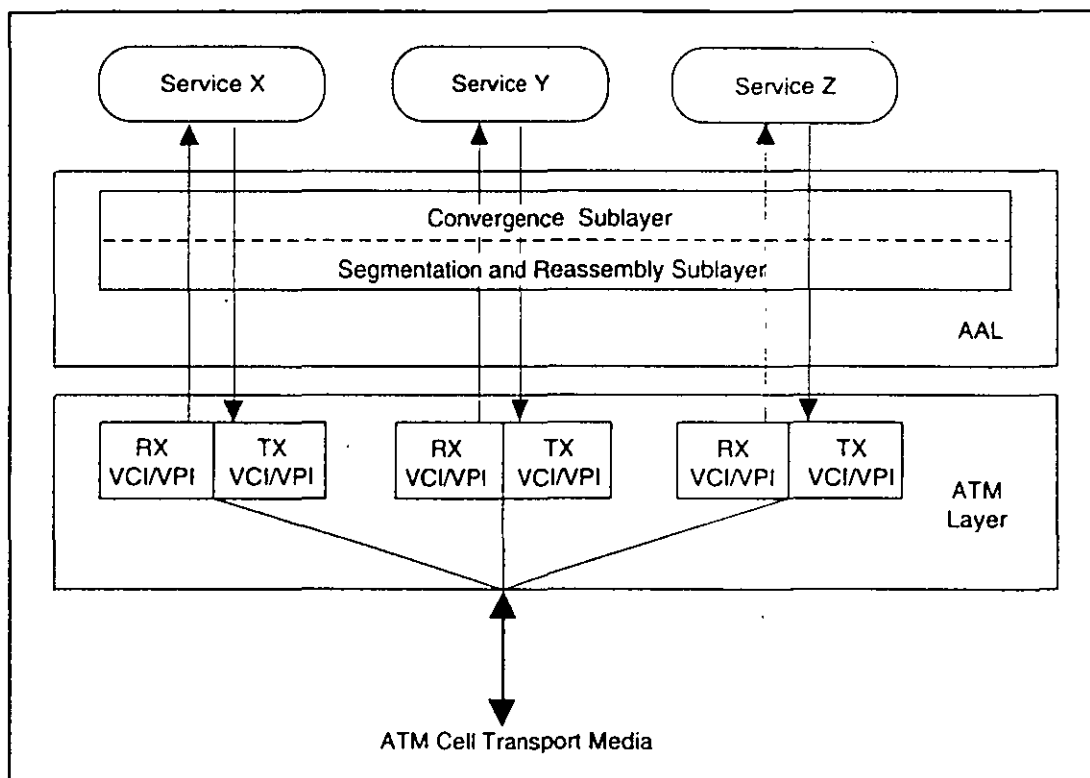 Service X
Service Y
Service Z
Convergence Sublayer
Segmentation and Reassembly Sublayer
AAL
RX
VCI/VPI
TX
VCI/VPI
RX
VCI/VPI
TX
VCI/VPI
RX
VCI/VPI
TX
VCI/VPI
ATM
Layer
ATM Cell Transport Media